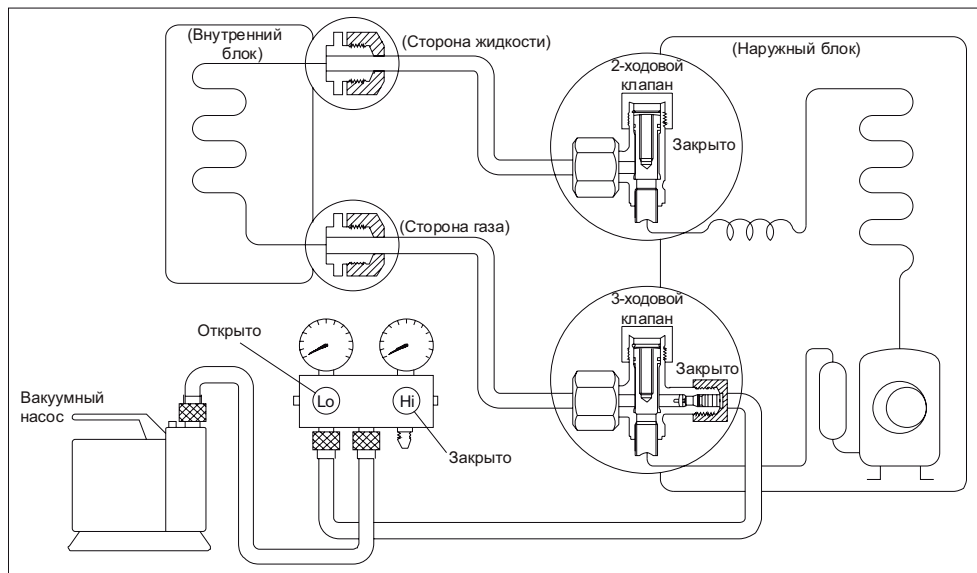 (Внутренний
блок)
(Сторона жидкости)
(Наружный блок)
2-ходовой
клапан
Закрыто
(Сторона газа)
3-ходовой
клапан
Закрыто
Открыто
Lo
Hi
Закрыто
Вакуумный
насос